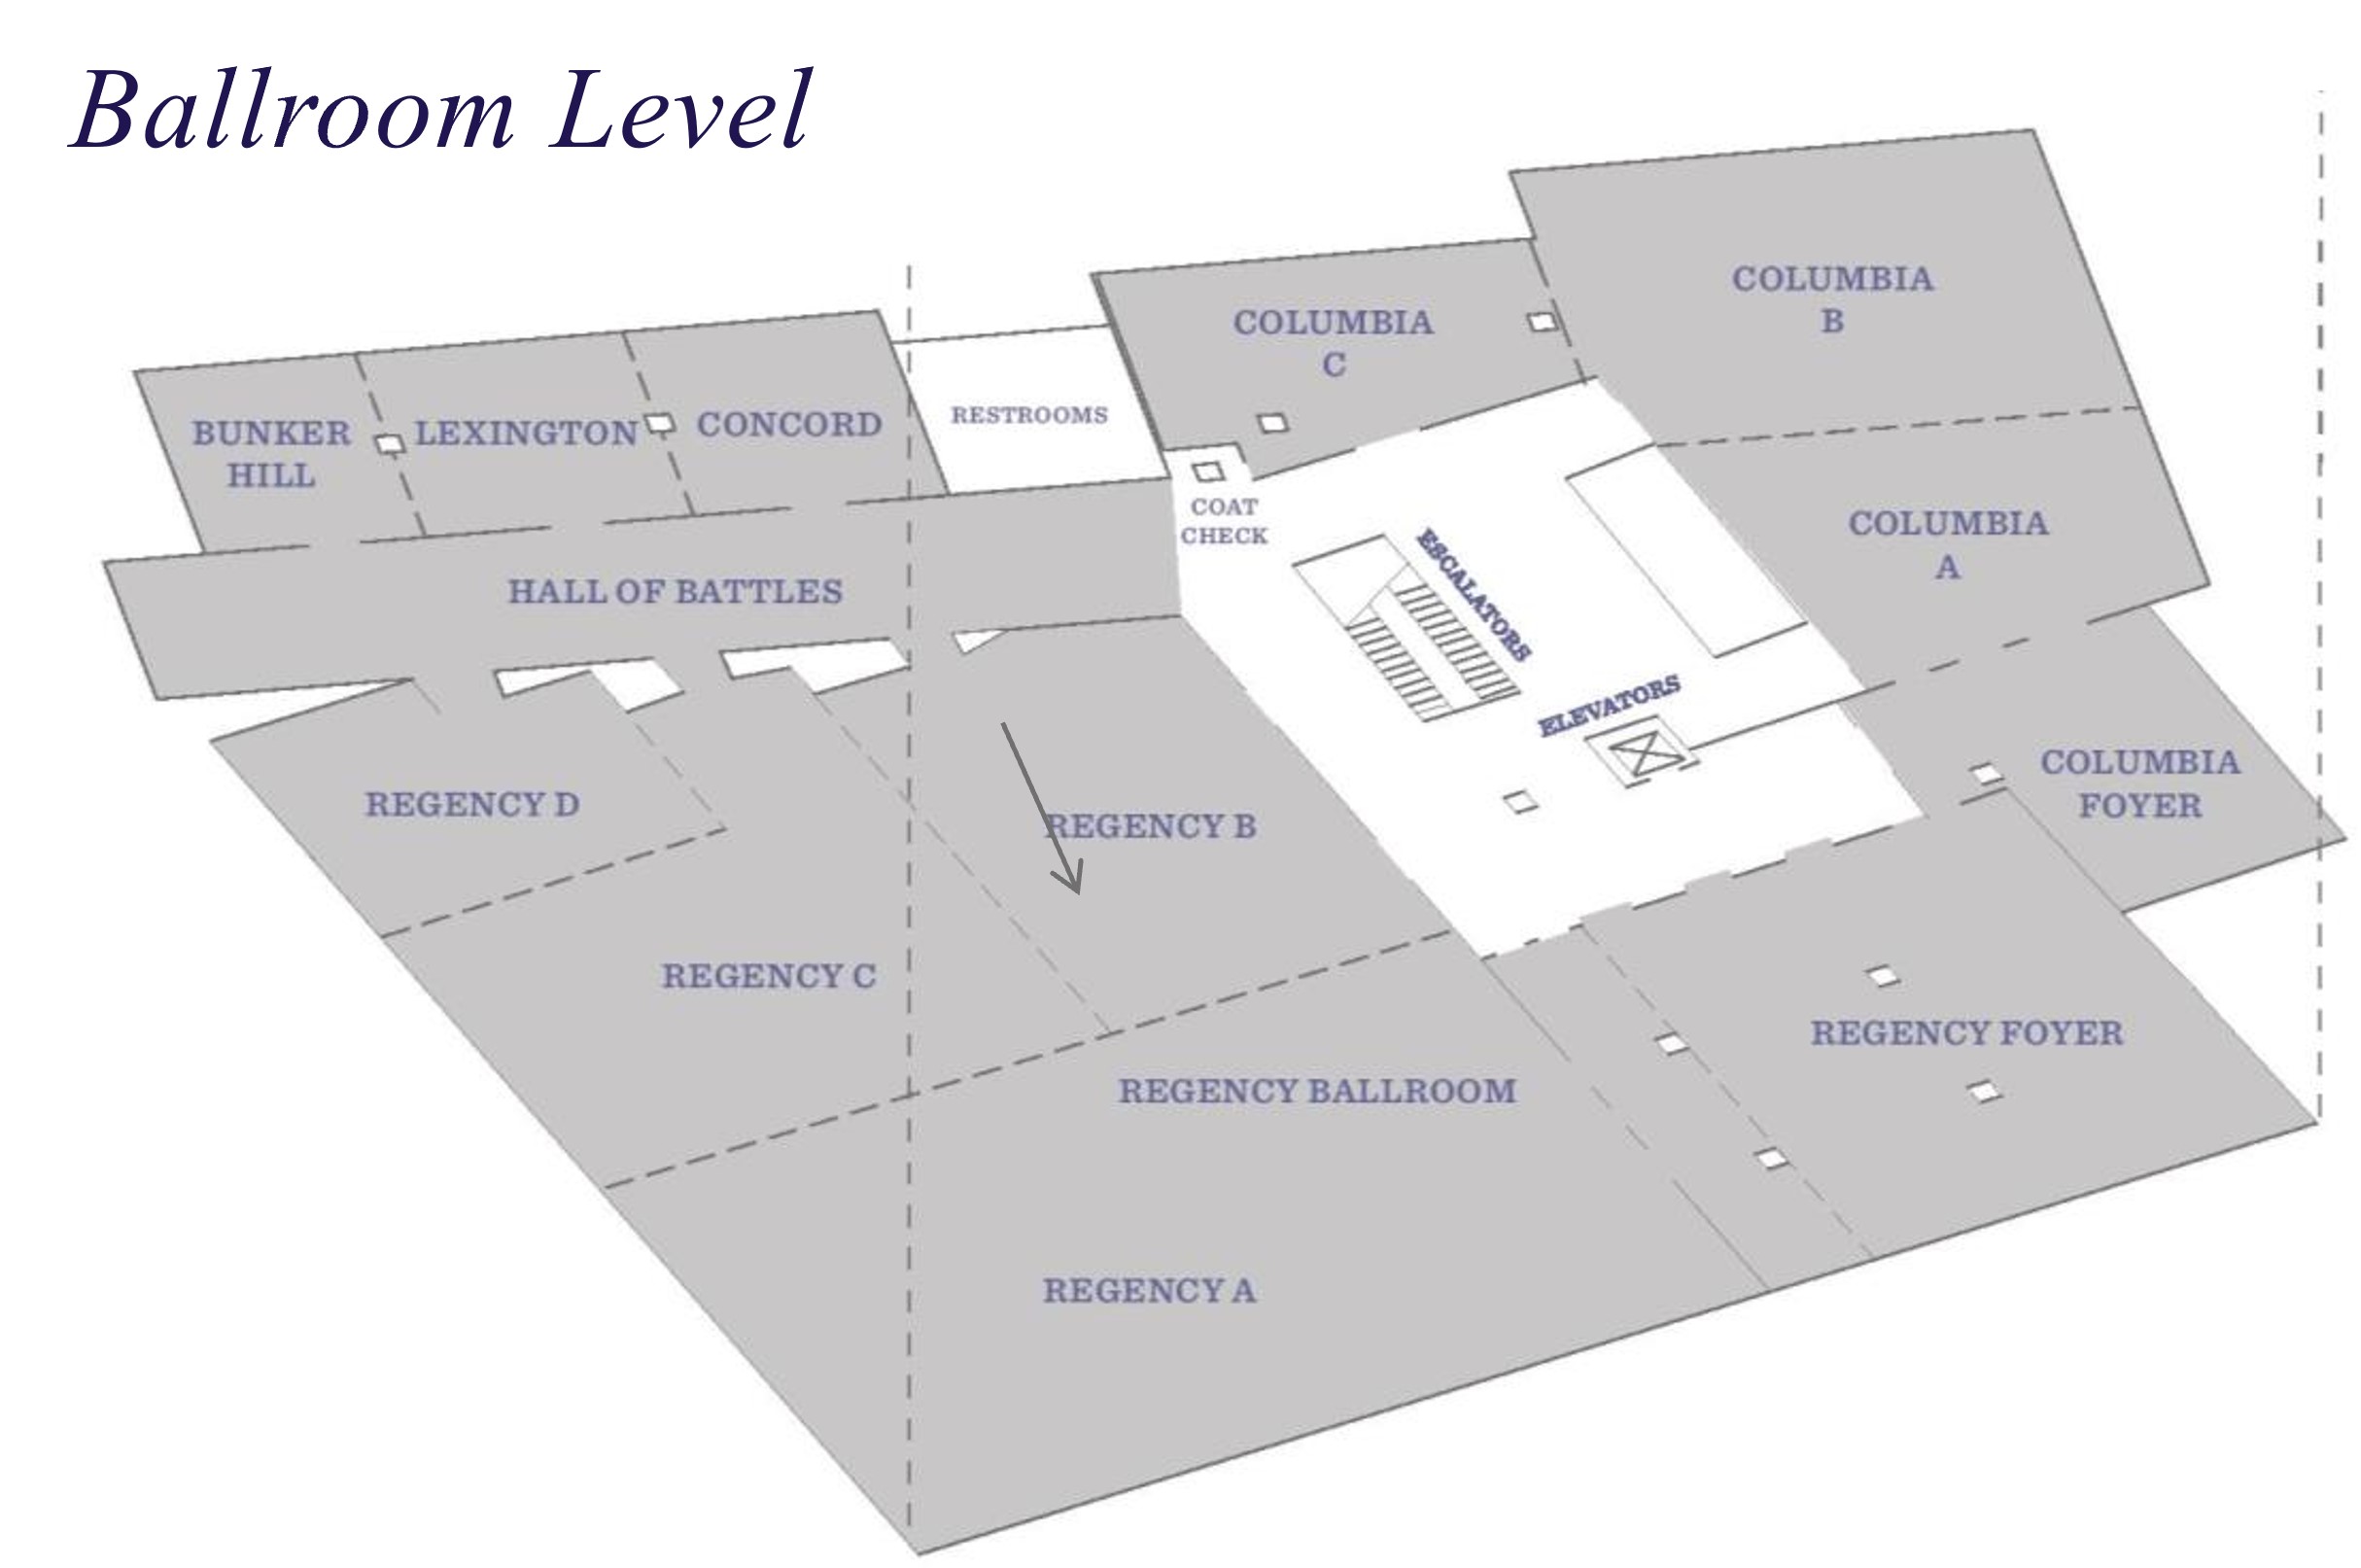 Ballroom Level
COLUMBIA
B
COLUMBIA
C
BUNKER
HILL
LEXINGTON
CONCORD
RESTROOMS
COAT
CHECK
COLUMBIA
A
ESCALATORS
HALL OF BATTLES
ELEVATORS
COLUMBIA
FOYER
REGENCY D
REGENCY B
REGENCY C
REGENCY FOYER
REGENCY BALLROOM
REGENCY A